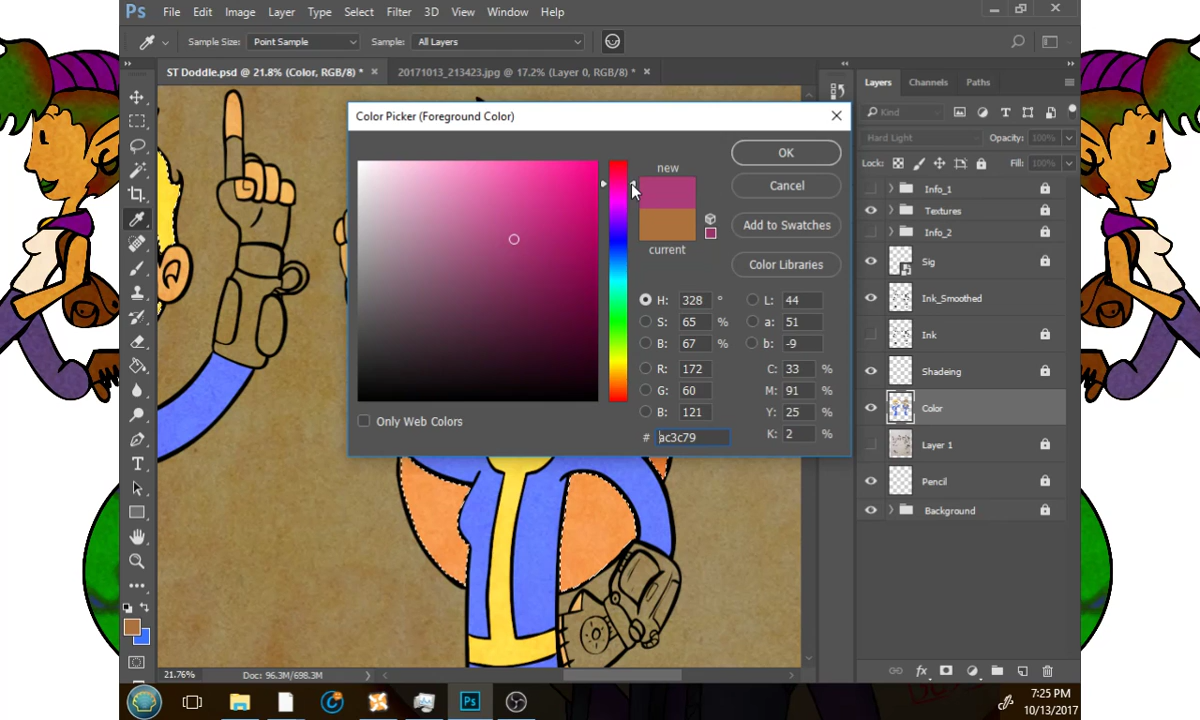 Ps File Edit Image Layer Type Select Filter 3D View Window Help
Sample Size: Point Sample Sample: All Layers
ST Doddle.psd @ 21.8% (Color, RGB/8) * × 20171013_213423.jpg @ 17.2% (Layer 0, RGB/8) * ×
Color Picker (Foreground Color)
new
current
OK
Cancel
Add to Swatches
Color Libraries
H: 328 °
S: 65 %
B: 67 %
R: 172
G: 60
B: 121
# ac3c79
L: 44
a: 51
b: -9
C: 33 %
M: 91 %
Y: 25 %
K: 2 %
Only Web Colors
Layers Channels Paths
Kind
Hard Light Opacity: 100%
Lock: Fill: 100%
Info_1
Textures
Info_2
Sig
Ink_Smoothed
Ink
Shadeing
Color
Layer 1
Pencil
Background
fx
21.76% Doc: 96.3M/698.3M
Ps
7:25 PM
10/13/2017